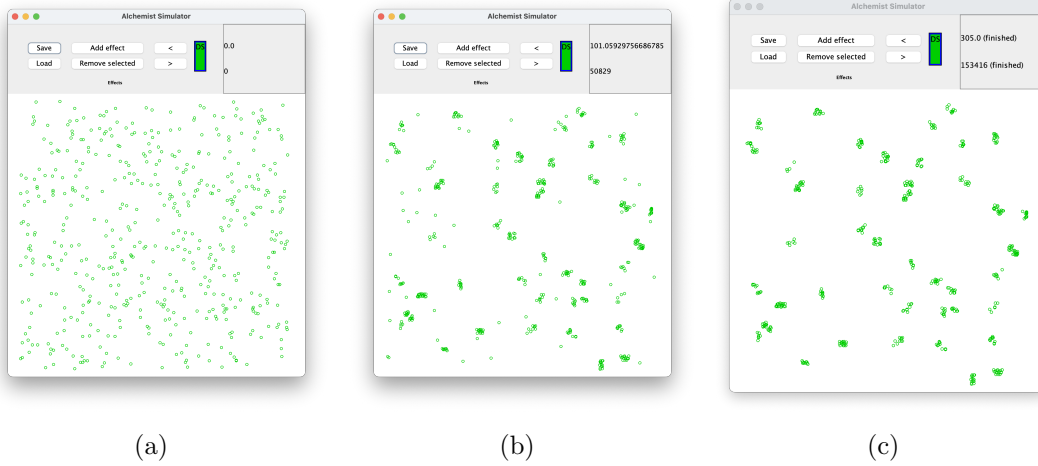 Alchemist Simulator
Save Add effect < DS 0.0
Load Remove selected > 0
Effects
(a)
Alchemist Simulator
Save Add effect < DS 101.05929756686785
Load Remove selected > 50829
Effects
(b)
Alchemist Simulator
Save Add effect < DS 305.0 (finished)
Load Remove selected > 153416 (finished)
Effects
(c)